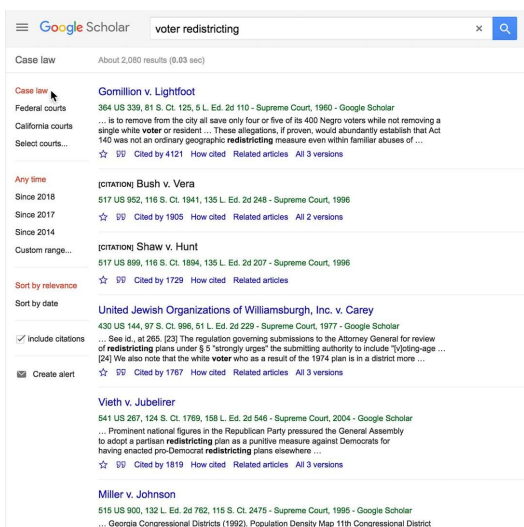 Google Scholar
voter redistricting
Case law
About 2,080 results (0.03 sec)
Case law
Federal courts
California courts
Select courts...
Any time
Since 2018
Since 2017
Since 2014
Custom range...
Sort by relevance
Sort by date
include citations
Create alert
Gomillion v. Lightfoot
364 US 339, 81 S. Ct. 125, 5 L. Ed. 2d 110 - Supreme Court, 1960 - Google Scholar
… is to remove from the city all save only four or five of its 400 Negro voters while not removing a
single white voter or resident … These allegations, if proven, would abundantly establish that Act
140 was not an ordinary geographic redistricting measure even within familiar abuses of …
Cited by 4121 How cited Related articles All 3 versions
[CITATION] Bush v. Vera
517 US 952, 116 S. Ct. 1941, 135 L. Ed. 2d 248 - Supreme Court, 1996
Cited by 1905 How cited Related articles All 2 versions
[CITATION] Shaw v. Hunt
517 US 899, 116 S. Ct. 1894, 135 L. Ed. 2d 207 - Supreme Court, 1996
Cited by 1729 How cited Related articles
United Jewish Organizations of Williamsburgh, Inc. v. Carey
430 US 144, 97 S. Ct. 996, 51 L. Ed. 2d 229 - Supreme Court, 1977 - Google Scholar
… See id., at 265. [23] The regulation governing submissions to the Attorney General for review
of redistricting plans under § 5 "strongly urges" the submitting authority to include "[v]oting-age …
[24] We also note that the white voter who as a result of the 1974 plan is in a district more …
Cited by 1767 How cited Related articles All 3 versions
Vieth v. Jubelirer
541 US 267, 124 S. Ct. 1769, 158 L. Ed. 2d 546 - Supreme Court, 2004 - Google Scholar
… Prominent national figures in the Republican Party pressured the General Assembly
to adopt a partisan redistricting plan as a punitive measure against Democrats for
having enacted pro-Democrat redistricting plans elsewhere …
Cited by 1819 How cited Related articles All 3 versions
Miller v. Johnson
515 US 900, 132 L. Ed. 2d 762, 115 S. Ct. 2475 - Supreme Court, 1995 - Google Scholar
… Georgia Congressional Districts (1992). Population Density Map 11th Congressional District